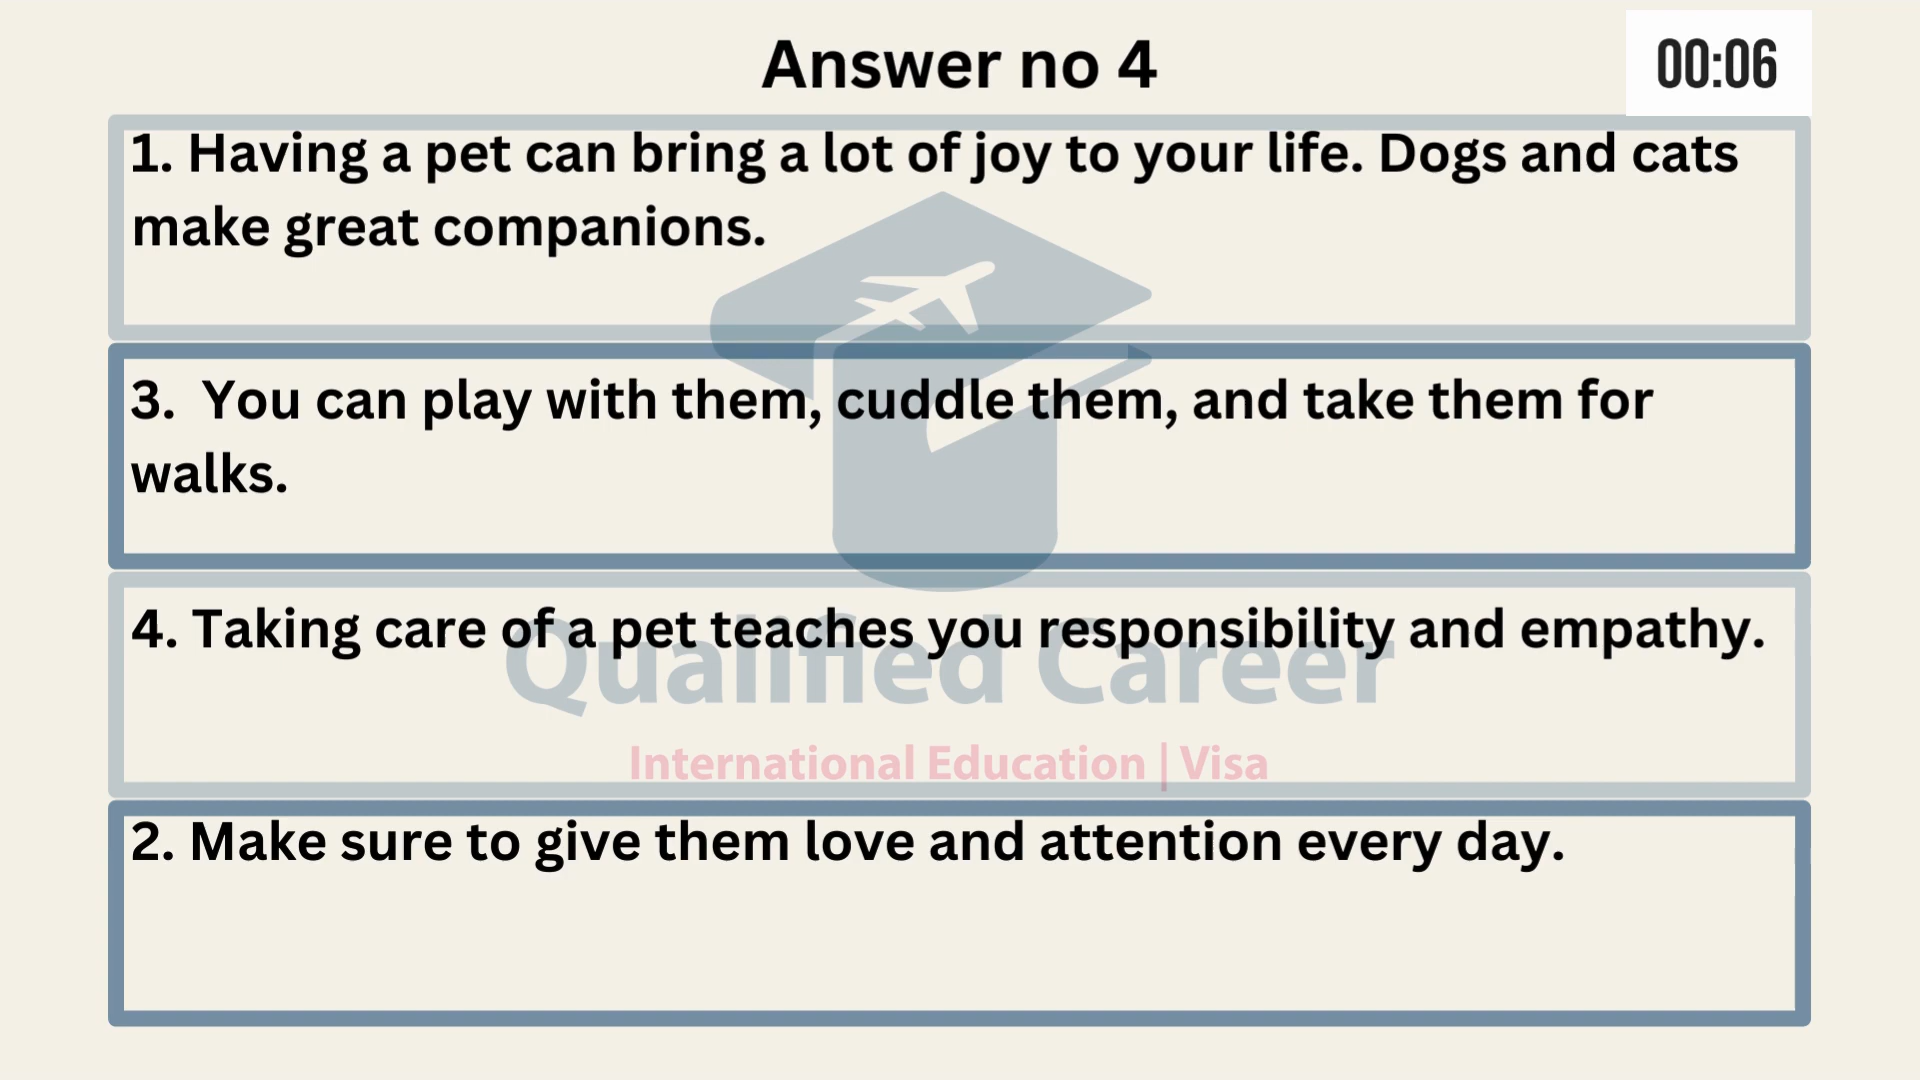 Answer no 4
00:06
1. Having a pet can bring a lot of joy to your life. Dogs and cats
make great companions.
3.  You can play with them, cuddle them, and take them for
walks.
4. Taking care of a pet teaches you responsibility and empathy.
Qualified Career
International Education | Visa
2. Make sure to give them love and attention every day.